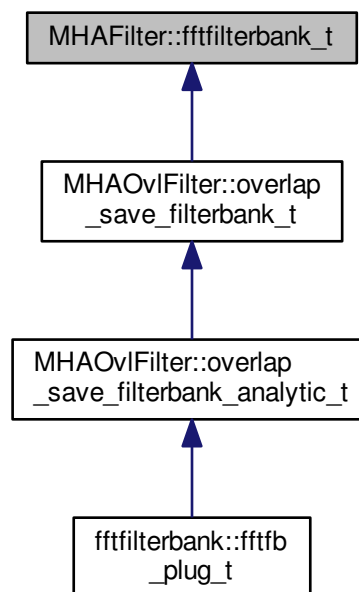 MHAFilter::fftfilterbank_t
MHAOvlFilter::overlap
_save_filterbank_t
MHAOvlFilter::overlap
_save_filterbank_analytic_t
fftfilterbank::fftfb
_plug_t